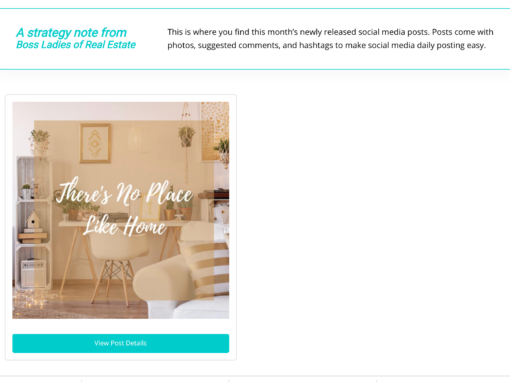 A strategy note from
Boss Ladies of Real Estate
This is where you find this month's newly released social media posts. Posts come with
photos, suggested comments, and hashtags to make social media daily posting easy.
There's No Place
Like Home
View Post Details